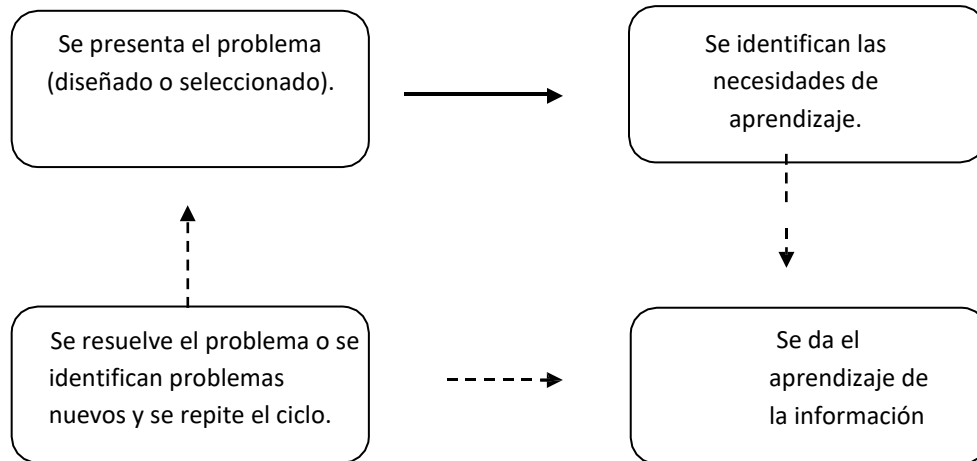 Se presenta el problema
(diseñado o seleccionado).
Se identifican las
necesidades de
aprendizaje.
Se resuelve el problema o se
identifican problemas
nuevos y se repite el ciclo.
Se da el
aprendizaje de
la información